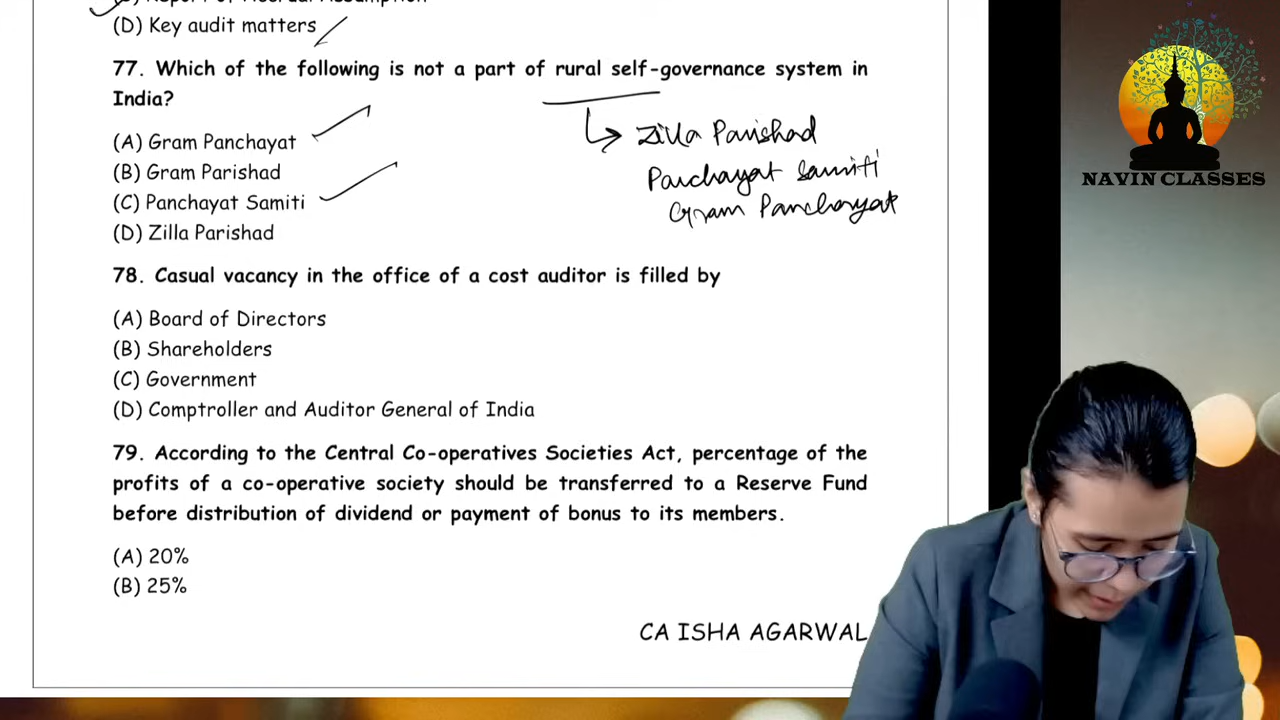 (D) Key audit matters
77. Which of the following is not a part of rural self-governance system in
India?
(A) Gram Panchayat
(B) Gram Parishad
(C) Panchayat Samiti
(D) Zilla Parishad
Zilla Parishad
Panchayat Samiti
Gram Panchayat
NAVIN CLASSES
78. Casual vacancy in the office of a cost auditor is filled by
(A) Board of Directors
(B) Shareholders
(C) Government
(D) Comptroller and Auditor General of India
79. According to the Central Co-operatives Societies Act, percentage of the
profits of a co-operative society should be transferred to a Reserve Fund
before distribution of dividend or payment of bonus to its members.
(A) 20%
(B) 25%
CA ISHA AGARWAL